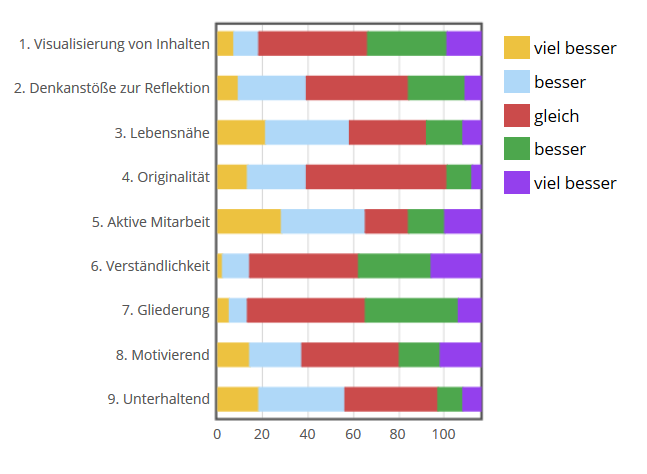 1. Visualisierung von Inhalten
2. Denkanstöße zur Reflektion
3. Lebensnähe
4. Originalität
5. Aktive Mitarbeit
6. Verständlichkeit
7. Gliederung
8. Motivierend
9. Unterhaltend
0 20 40 60 80 100
viel besser
besser
gleich
besser
viel besser